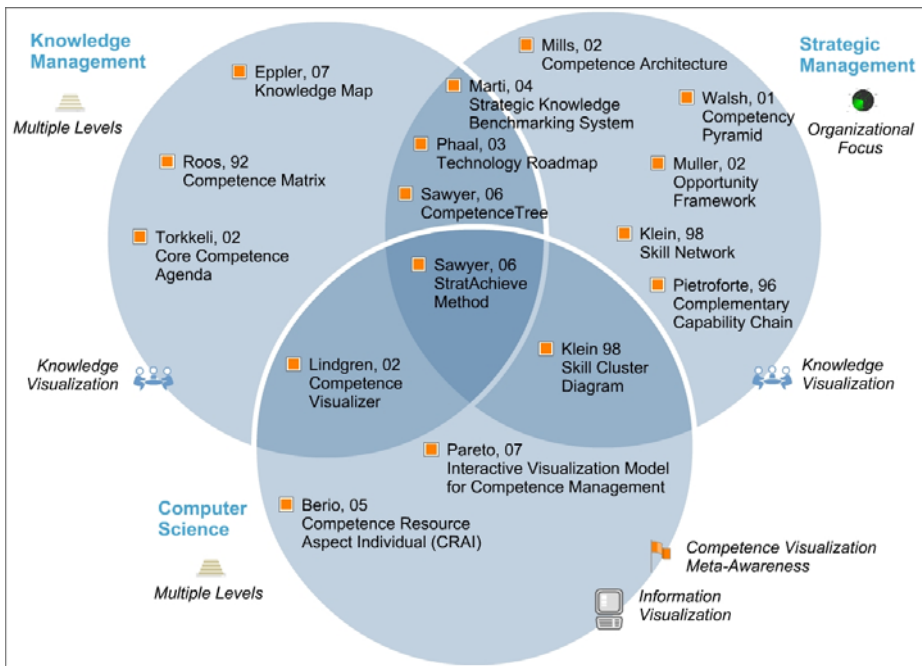 Knowledge
Management
Multiple Levels
Eppler, 07
Knowledge Map
Roos, 92
Competence Matrix
Torkkeli, 02
Core Competence
Agenda
Knowledge
Visualization
Marti, 04
Strategic Knowledge
Benchmarking System
Phaal, 03
Technology Roadmap
Sawyer, 06
CompetenceTree
Sawyer, 06
StratAchieve
Method
Mills, 02
Competence Architecture
Strategic
Management
Organizational
Focus
Walsh, 01
Competency
Pyramid
Muller, 02
Opportunity
Framework
Klein, 98
Skill Network
Pietroforte, 96
Complementary
Capability Chain
Knowledge
Visualization
Lindgren, 02
Competence
Visualizer
Klein 98
Skill Cluster
Diagram
Pareto, 07
Interactive Visualization Model
for Competence Management
Berio, 05
Competence Resource
Aspect Individual (CRAI)
Computer
Science
Multiple Levels
Competence Visualization
Meta-Awareness
Information
Visualization